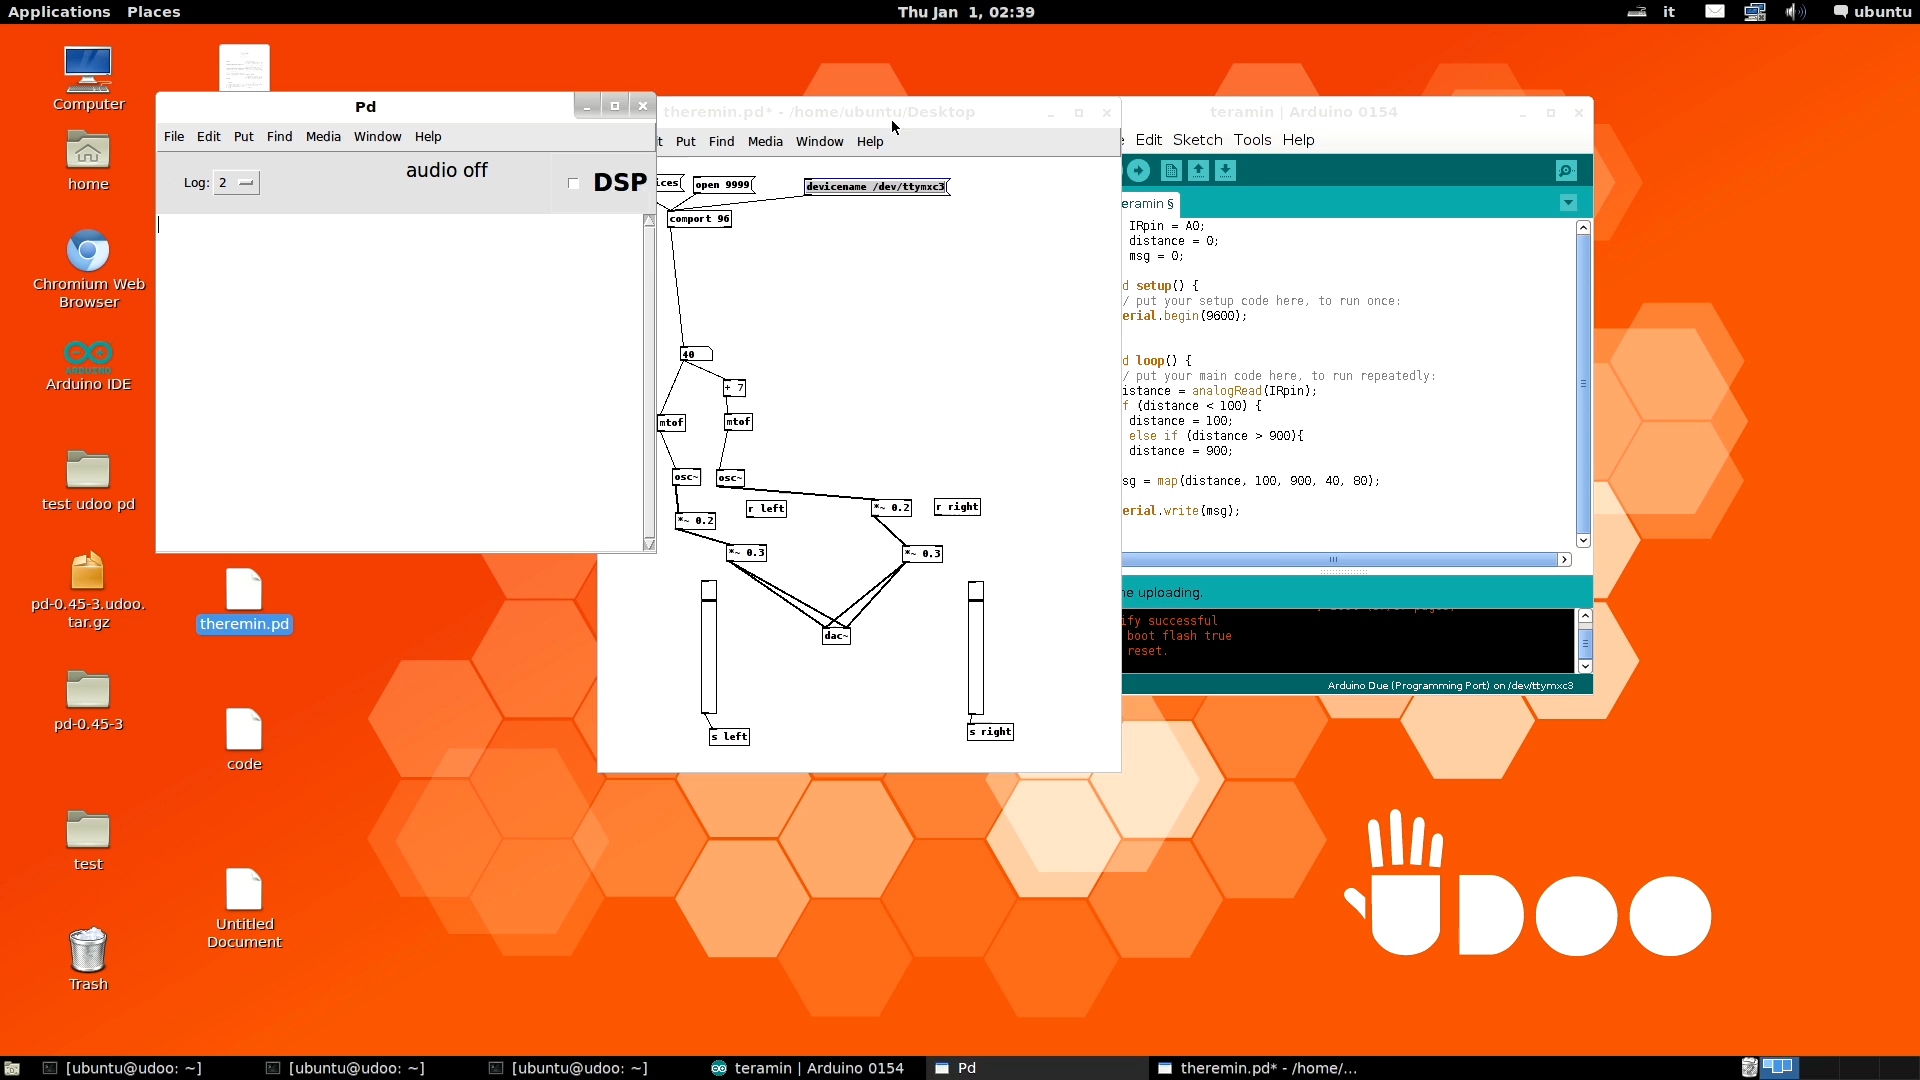 Applications Places
Thu Jan 1, 02:39
it
ubuntu
Computer
home
Chromium Web
Browser
Arduino IDE
test udoo pd
pd-0.45-3.udoo.
tar.gz
pd-0.45-3
test
Trash
theremin.pd
code
Untitled
Document
Pd
File Edit Put Find Media Window Help
Log: 2
audio off
DSP
theremin.pd* - /home/ubuntu/Desktop
Put Find Media Window Help
ices
open 9999
devicename /dev/ttymxc3
comport 96
40
+ 7
mtof
mtof
osc~
osc~
*~ 0.2
r left
*~ 0.2
r right
*~ 0.3
*~ 0.3
dac~
s left
s right
teramin | Arduino 0154
Edit Sketch Tools Help
eramin §
IRpin = A0;
distance = 0;
msg = 0;
d setup() {
/ put your setup code here, to run once:
erial.begin(9600);
d loop() {
/ put your main code here, to run repeatedly:
istance = analogRead(IRpin);
f (distance < 100) {
distance = 100;
else if (distance > 900){
distance = 900;
sg = map(distance, 100, 900, 40, 80);
erial.write(msg);
ne uploading.
ify successful
boot flash true
reset.
Arduino Due (Programming Port) on /dev/ttymxc3
UDOO
[ubuntu@udoo: ~]
[ubuntu@udoo: ~]
[ubuntu@udoo: ~]
teramin | Arduino 0154
Pd
theremin.pd* - /home/...